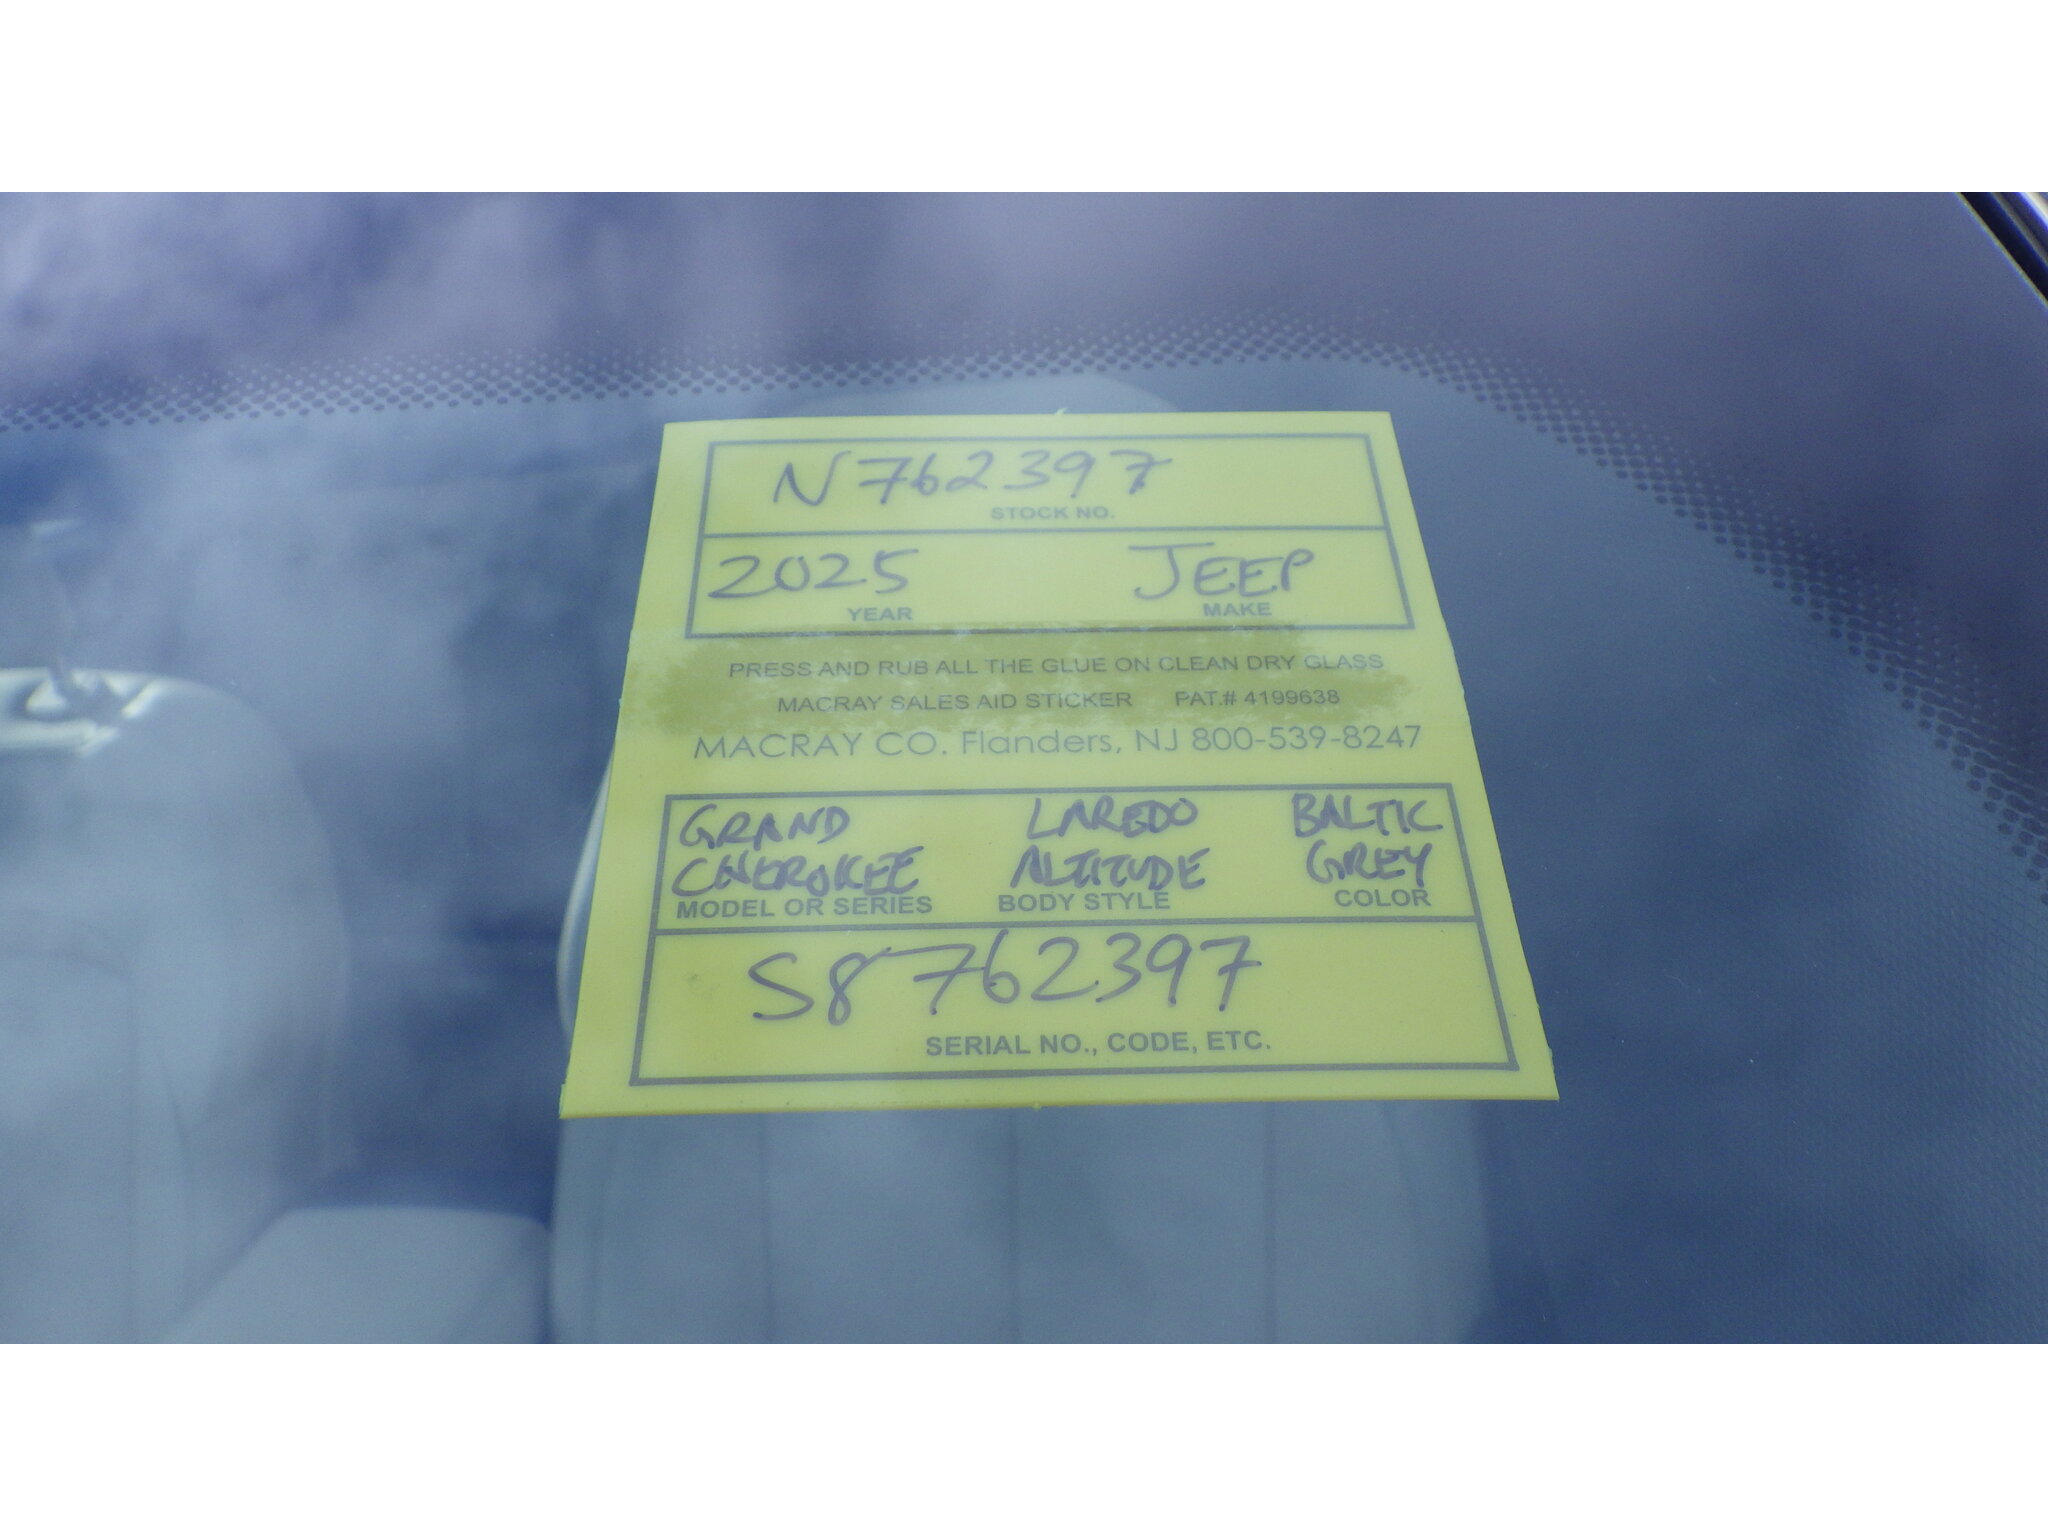 N762397
STOCK NO.
2025 JEEP
YEAR MAKE
PRESS AND RUB ALL THE GLUE ON CLEAN DRY GLASS
MACRAY SALES AID STICKER PAT.# 4199638
MACRAY CO. Flanders, NJ 800-539-8247
GRAND LAREDO BALTIC
CHEROKEE ALTITUDE GREY
MODEL OR SERIES BODY STYLE COLOR
S8762397
SERIAL NO., CODE, ETC.